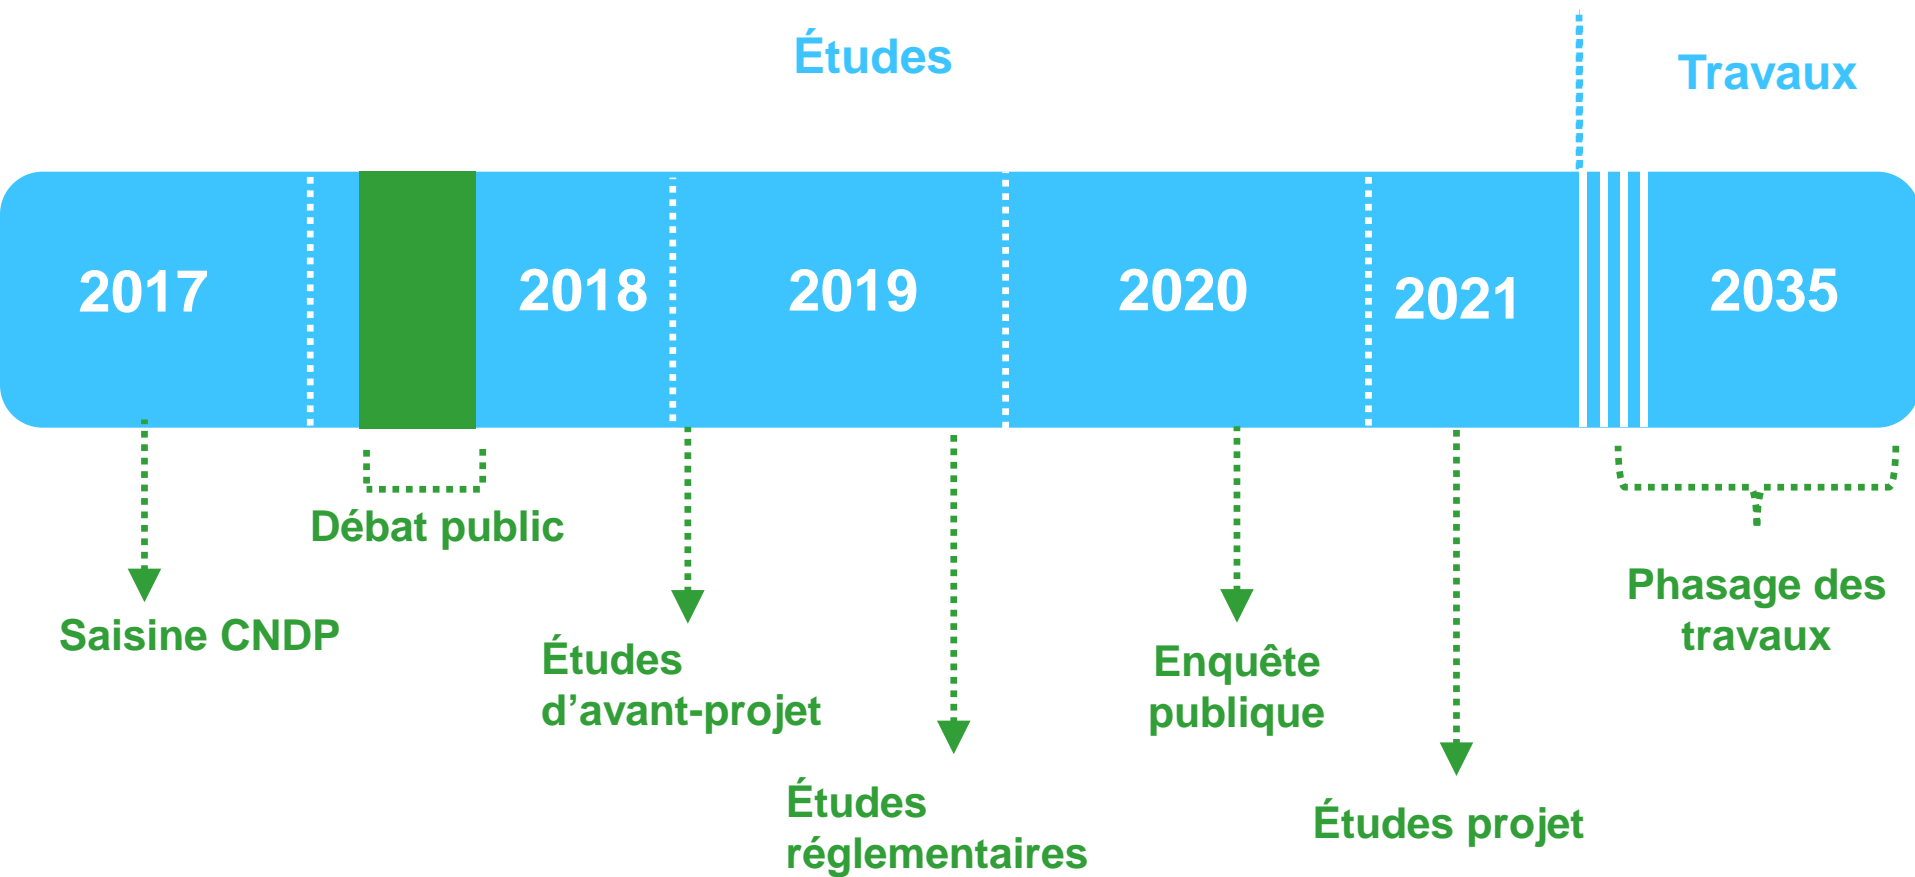 Études
Travaux
2017
2018
2019
2020
2021
2035
Débat public
Saisine CNDP
Études
d’avant-projet
Études
réglementaires
Enquête
publique
Études projet
Phasage des
travaux